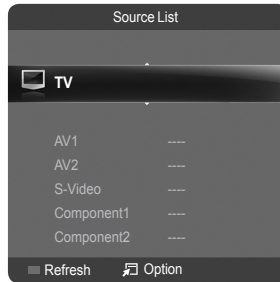 Source List
TV
AV1 ----
AV2 ----
S-Video ----
Component1 ----
Component2 ----
Refresh Option